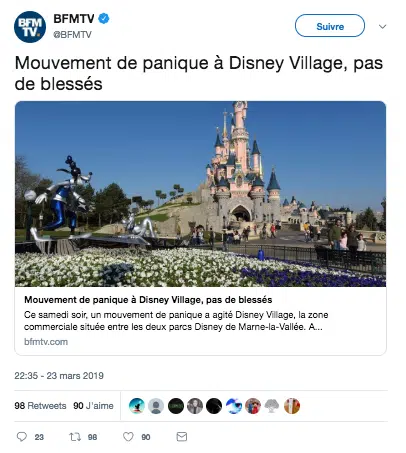 BFM
TV.
BFMTV
@BFMTV
Suivre
Mouvement de panique à Disney Village, pas
de blessés
Mouvement de panique à Disney Village, pas de blessés
Ce samedi soir, un mouvement de panique a agité Disney Village, la zone
commerciale située entre les deux parcs Disney de Marne-la-Vallée. A...
bfmtv.com
22:35 - 23 mars 2019
98 Retweets 90 J'aime
23 98 90